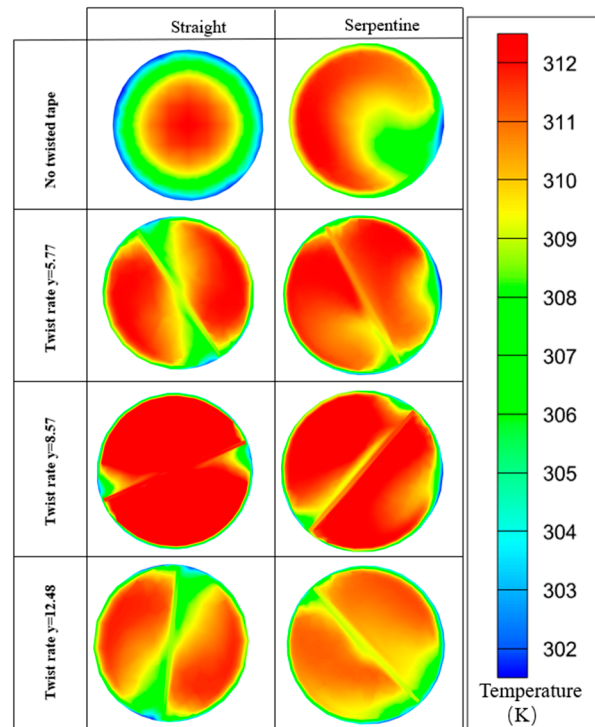 Straight Serpentine
No twisted tape
Twist rate y=5.77
Twist rate y=8.57
Twist rate y=12.48
312
311
310
309
308
307
306
305
304
303
302
Temperature
(K)